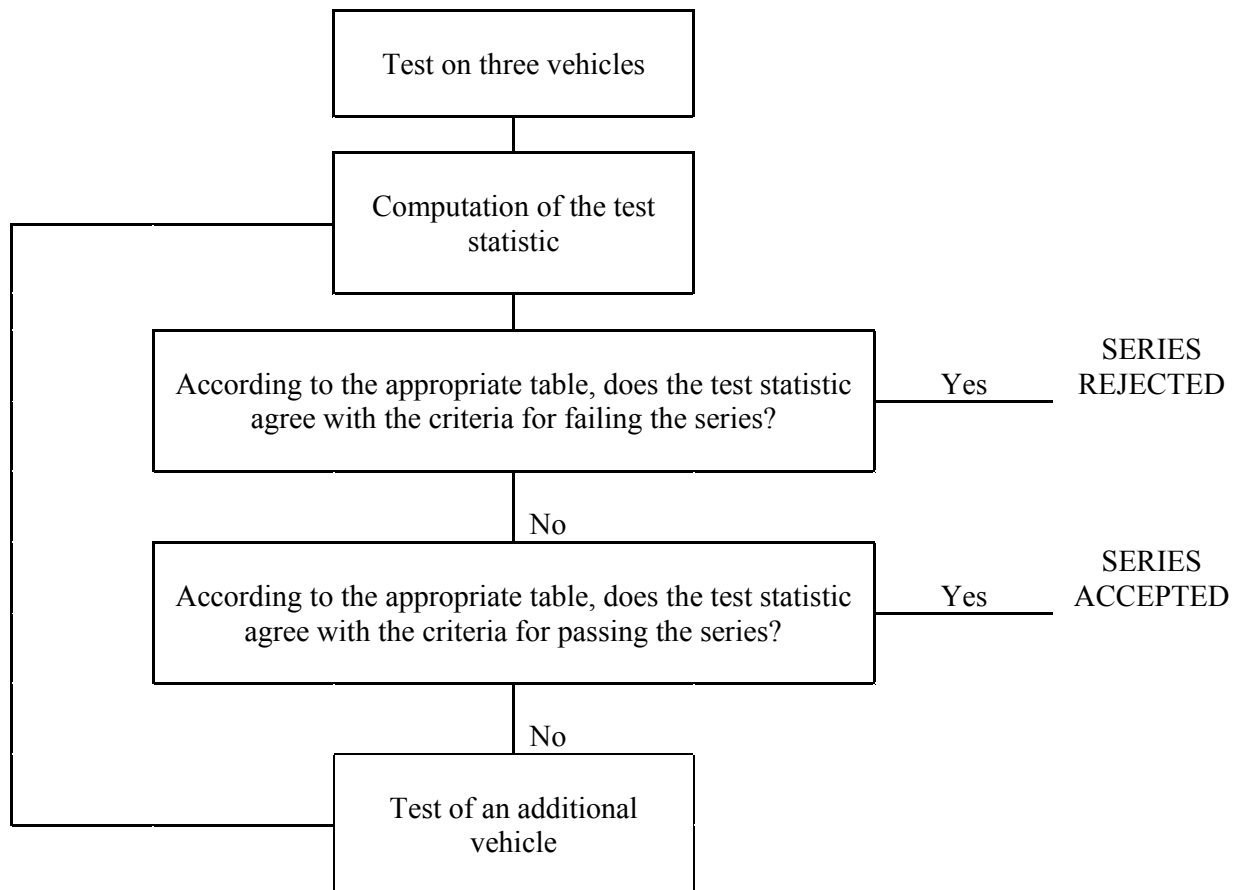 Test on three vehicles
Computation of the test
statistic
According to the appropriate table, does the test statistic
agree with the criteria for failing the series?
Yes
SERIES
REJECTED
No
According to the appropriate table, does the test statistic
agree with the criteria for passing the series?
Yes
SERIES
ACCEPTED
No
Test of an additional
vehicle